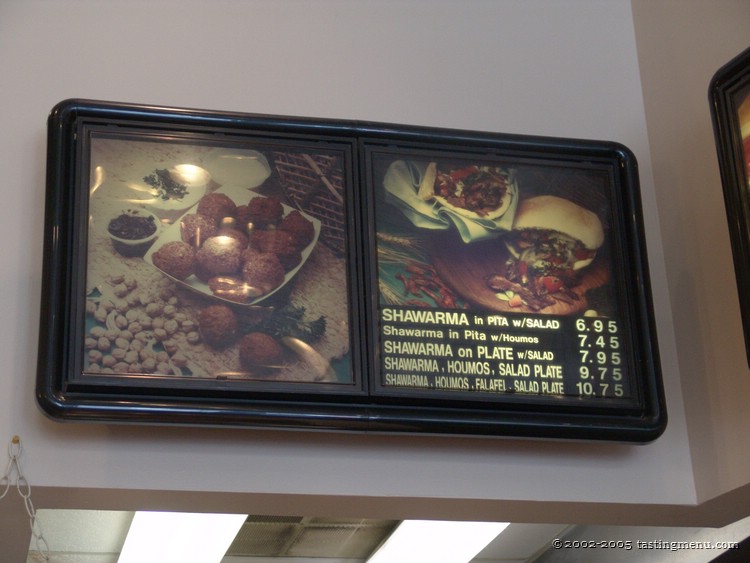 SHAWARMA in PITA w/SALAD 6.95
Shawarma in Pita w/Houmos 7.45
SHAWARMA on PLATE w/SALAD 7.95
SHAWARMA, HOUMOS, SALAD PLATE 9.75
SHAWARMA, HOUMOS, FALAFEL, SALAD PLATE 10.75
©2002-2005 tastingmenu.com